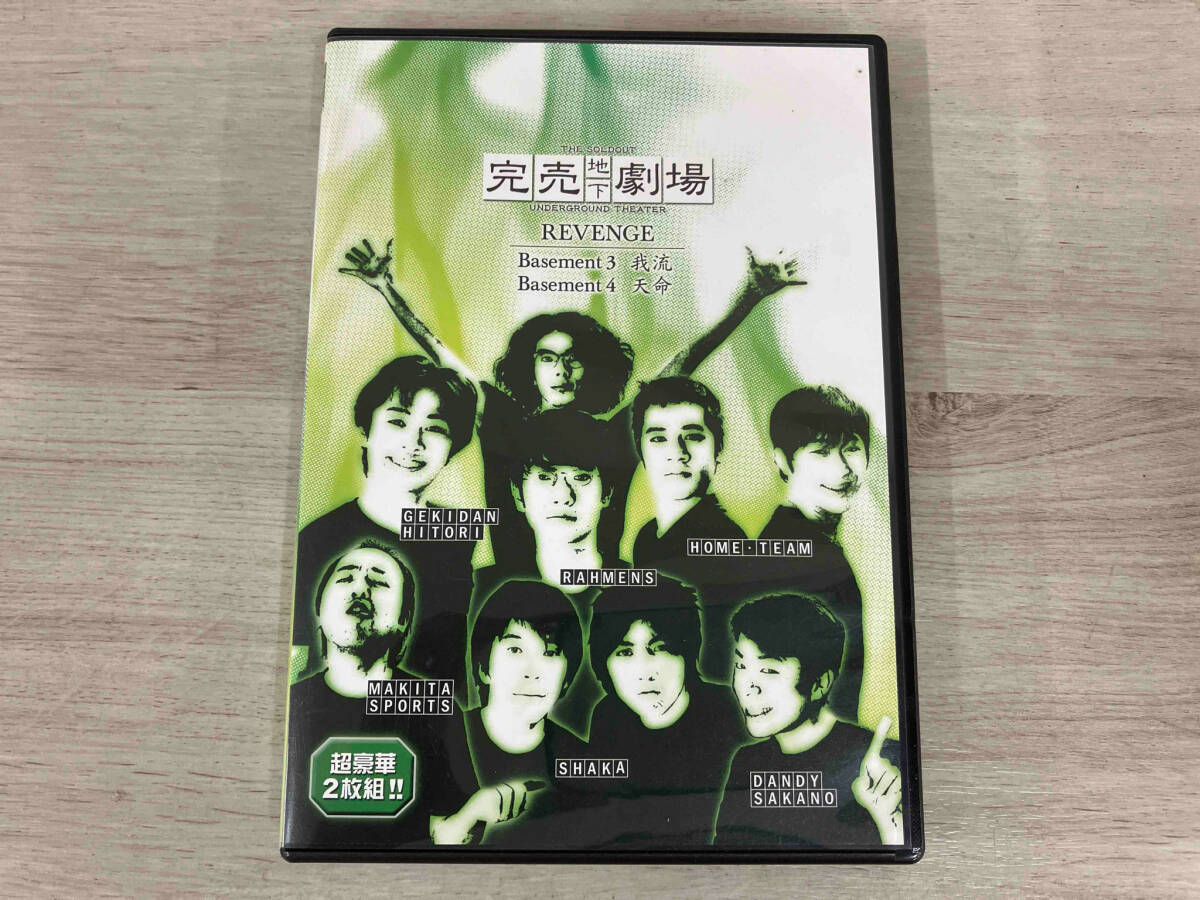 THE SOLDOUT
完売地下劇場
UNDERGROUND THEATER
REVENGE
Basement 3 我流
Basement 4 天命
GEKIDAN
HITORI
HOME・TEAM
RAHMENS
MAKITA
SPORTS
SHAKA
DANDY
SAKANO
超豪華
2枚組!!